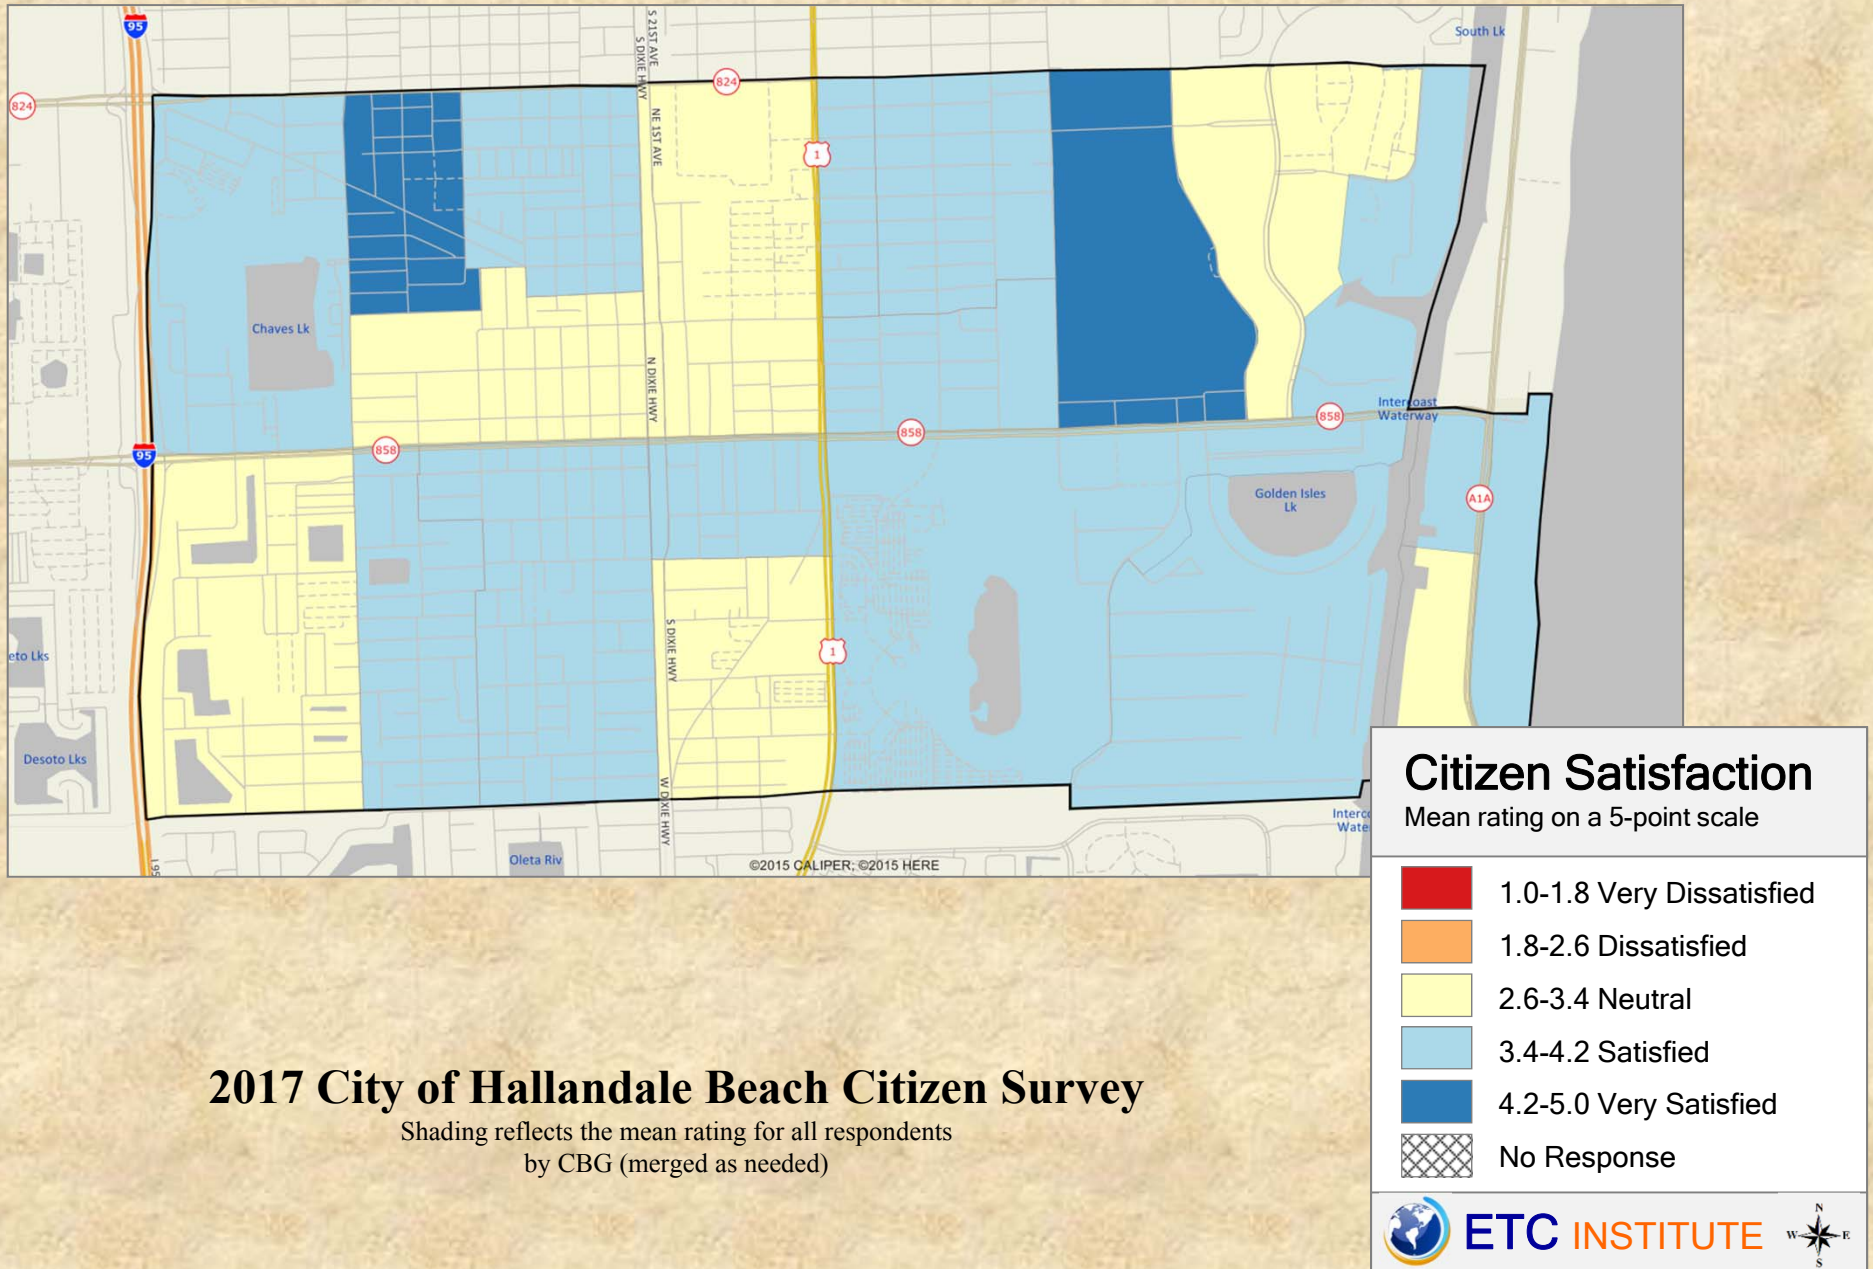 95
South Lk
S 21ST AVE
S DIXIE HWY
824
824
NE 1ST AVE
1
Chaves Lk
N DIXIE HWY
Intercoast
Waterway
858
858
858
95
Golden Isles
Lk
A1A
S DIXIE HWY
1
eto Lks
Desoto Lks
W DIXIE HWY
Interco
Wate
Oleta Riv
I 95
©2015 CALIPER; ©2015 HERE
Citizen Satisfaction
Mean rating on a 5-point scale
1.0-1.8 Very Dissatisfied
1.8-2.6 Dissatisfied
2.6-3.4 Neutral
3.4-4.2 Satisfied
4.2-5.0 Very Satisfied
No Response
2017 City of Hallandale Beach Citizen Survey
Shading reflects the mean rating for all respondents
by CBG (merged as needed)
ETC INSTITUTE
N
W E
S